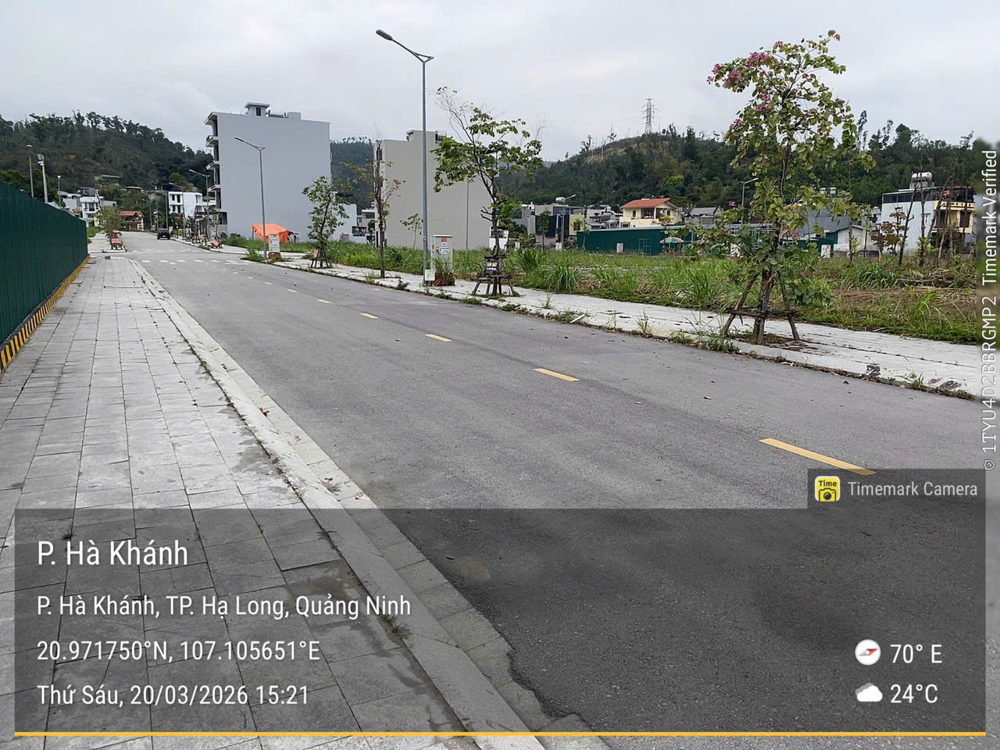 Timemark Camera
P. Hà Khánh
P. Hà Khánh, TP. Hạ Long, Quảng Ninh
20.971750°N, 107.105651°E
Thứ Sáu, 20/03/2026 15:21
70° E
24°C
Time
© 1TYU4D2BBRGMP2 Timemark Verified